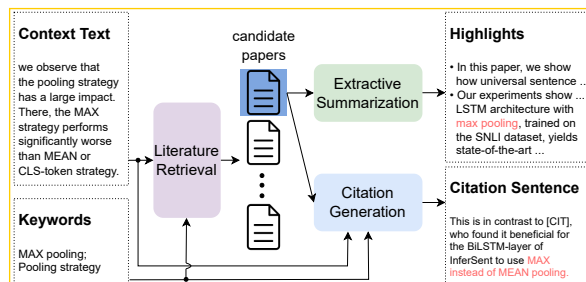 Context Text
we observe that
the pooling strategy
has a large impact.
There, the MAX
strategy performs
significantly worse
than MEAN or
CLS-token strategy.
Keywords
MAX pooling;
Pooling strategy
Literature
Retrieval
candidate
papers
Extractive
Summarization
Citation
Generation
Highlights
• In this paper, we show
how universal sentence ...
• Our experiments show ...
LSTM architecture with
max pooling, trained on
the SNLI dataset, yields
state-of-the-art ...
Citation Sentence
This is in contrast to [CIT],
who found it beneficial for
the BiLSTM-layer of
InferSent to use MAX
instead of MEAN pooling.